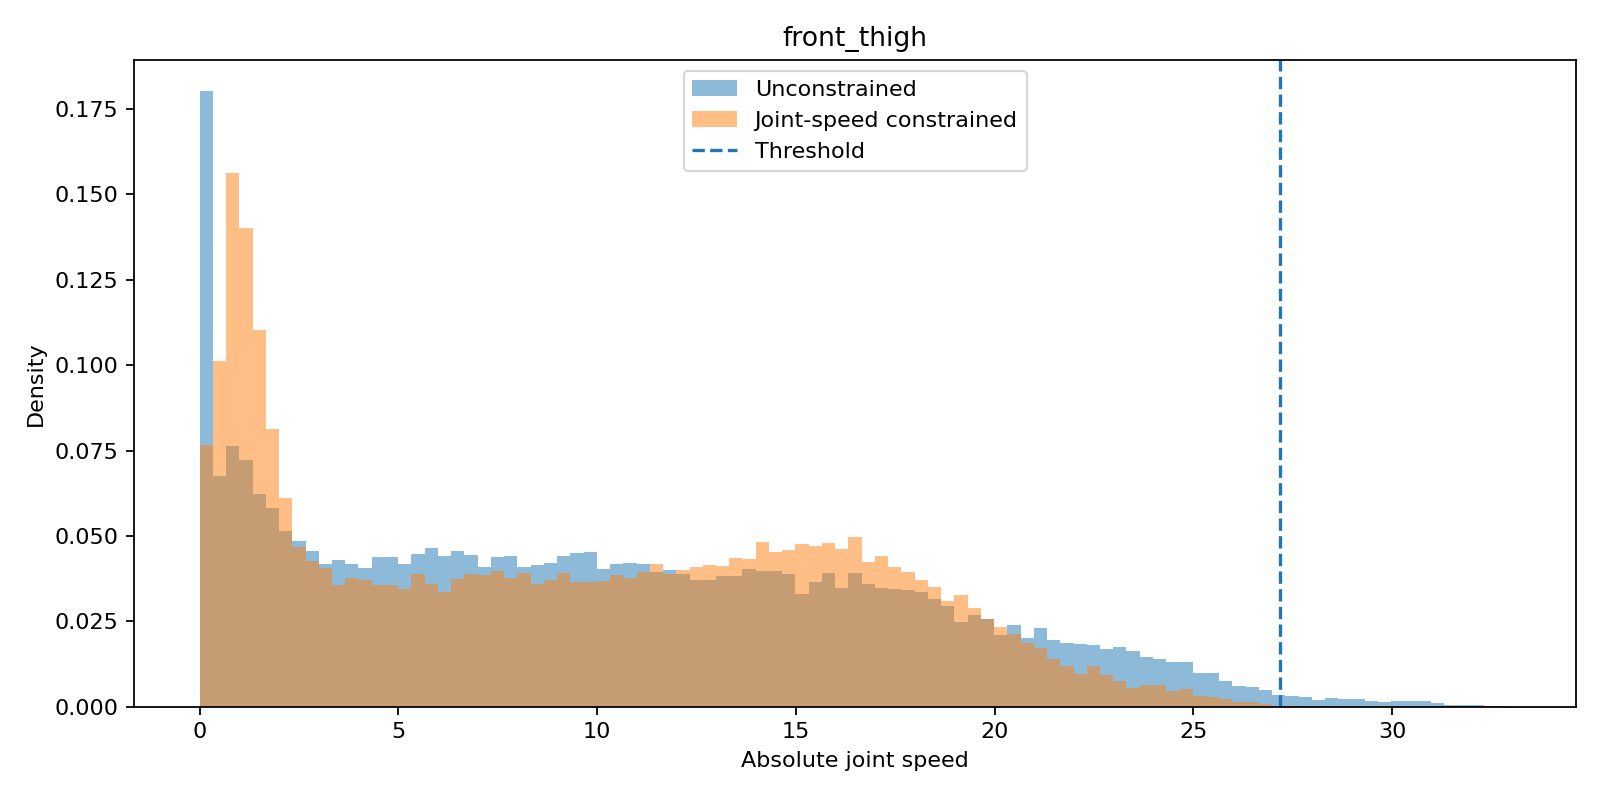 front_thigh
Unconstrained
Joint-speed constrained
Threshold
Density
0.175
0.150
0.125
0.100
0.075
0.050
0.025
0.000
0 5 10 15 20 25 30
Absolute joint speed